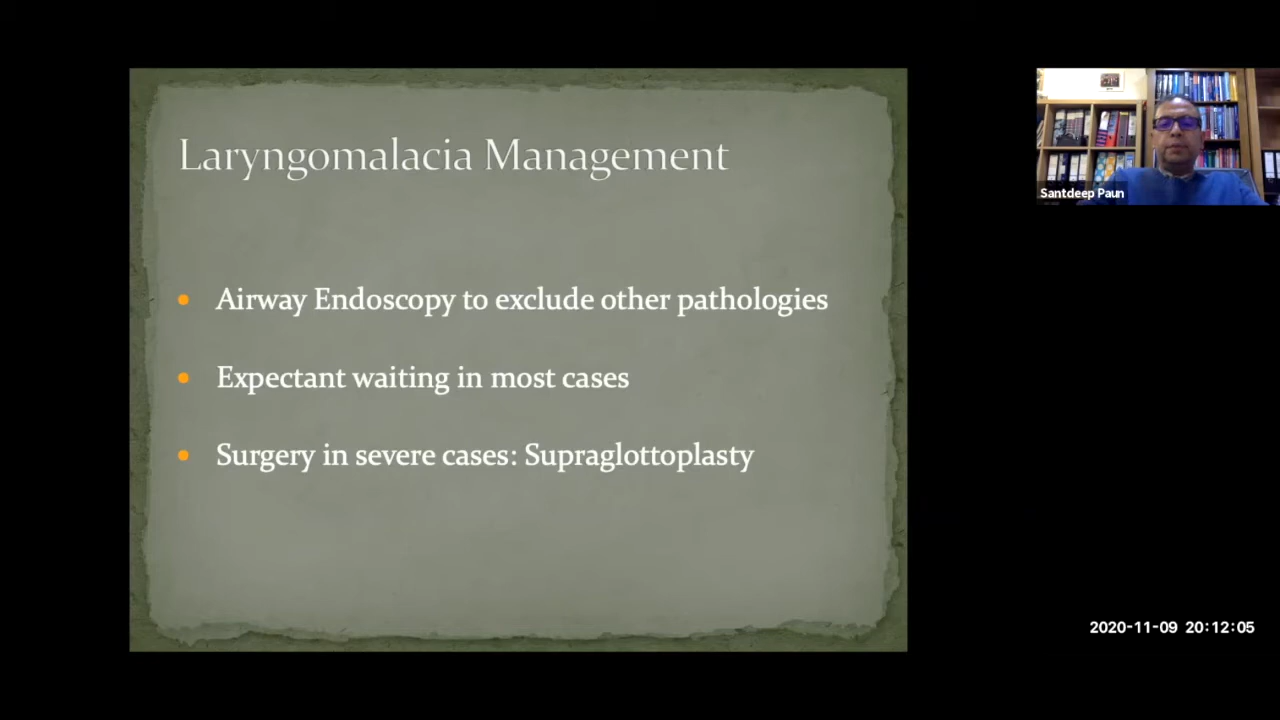 Laryngomalacia Management
Airway Endoscopy to exclude other pathologies
Expectant waiting in most cases
Surgery in severe cases: Supraglottoplasty
Santdeep Paun
2020-11-09 20:12:05